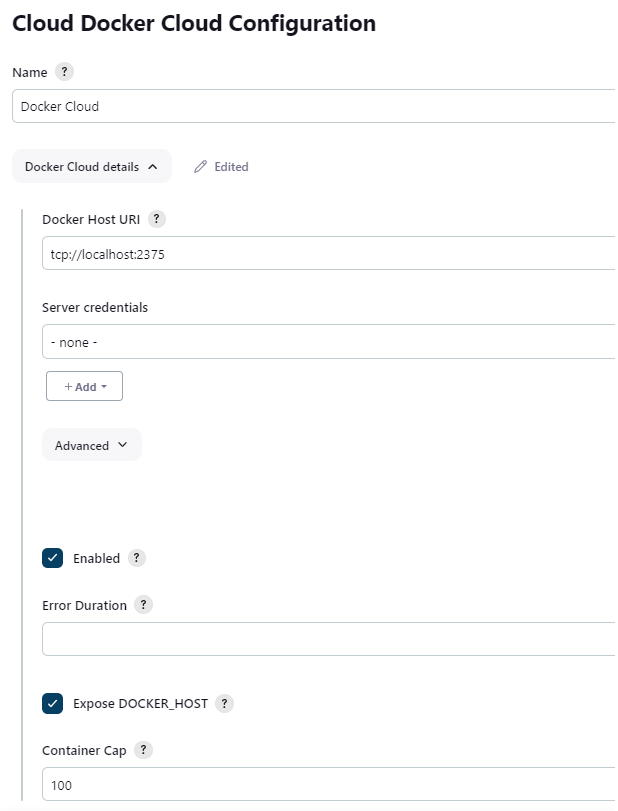 Cloud Docker Cloud Configuration
Name ?
Docker Cloud
Docker Cloud details Edited
Docker Host URI ?
tcp://localhost:2375
Server credentials
- none -
+ Add
Advanced
Enabled ?
Error Duration ?
Expose DOCKER_HOST ?
Container Cap ?
100